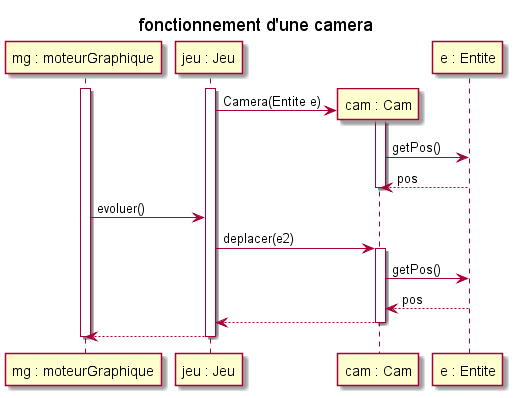 fonctionnement d'une camera
mg : moteurGraphique
jeu : Jeu
e : Entite
Camera(Entite e)
cam : Cam
getPos()
pos
evoluer()
deplacer(e2)
getPos()
pos
mg : moteurGraphique
jeu : Jeu
cam : Cam
e : Entite